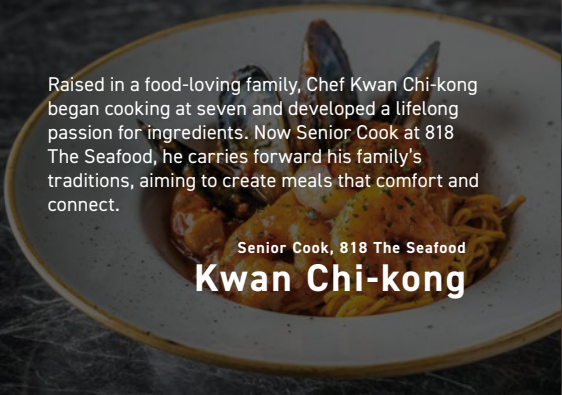 Raised in a food-loving family, Chef Kwan Chi-kong
began cooking at seven and developed a lifelong
passion for ingredients. Now Senior Cook at 818
The Seafood, he carries forward his family’s
traditions, aiming to create meals that comfort and
connect.
Senior Cook, 818 The Seafood
Kwan Chi-kong